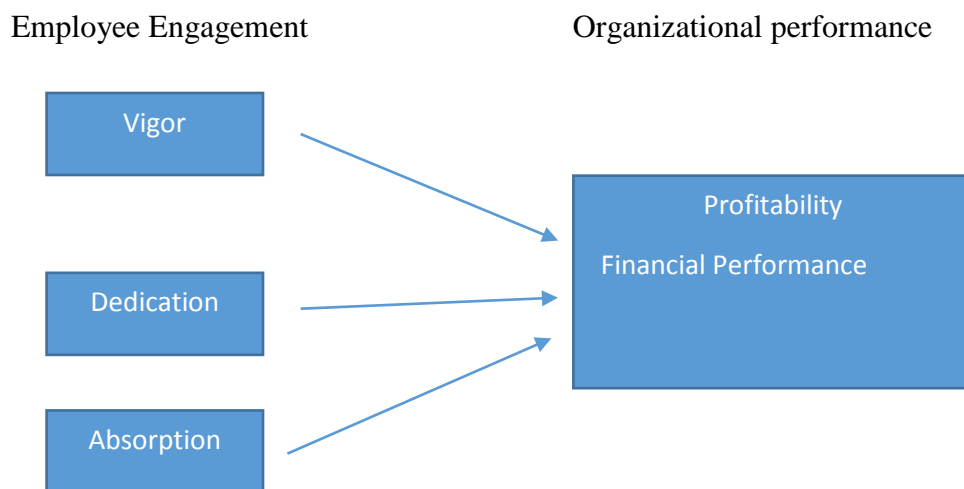 Employee Engagement
Organizational performance
Vigor
Profitability
Financial Performance
Dedication
Absorption